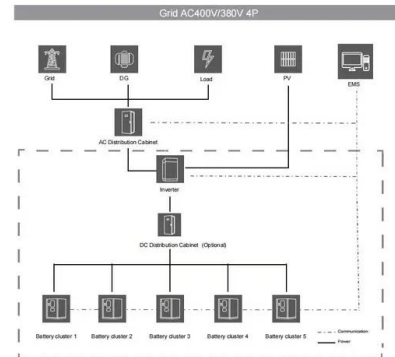 Grid AC400V/380V 4P
Grid
DG
Load
PV
EMS
AC Distribution Cabinet
Inverter
DC Distribution Cabinet (Optional)
Battery cluster 1
Battery cluster 2
Battery cluster 3
Battery cluster 4
Battery cluster 5
Communication
Power